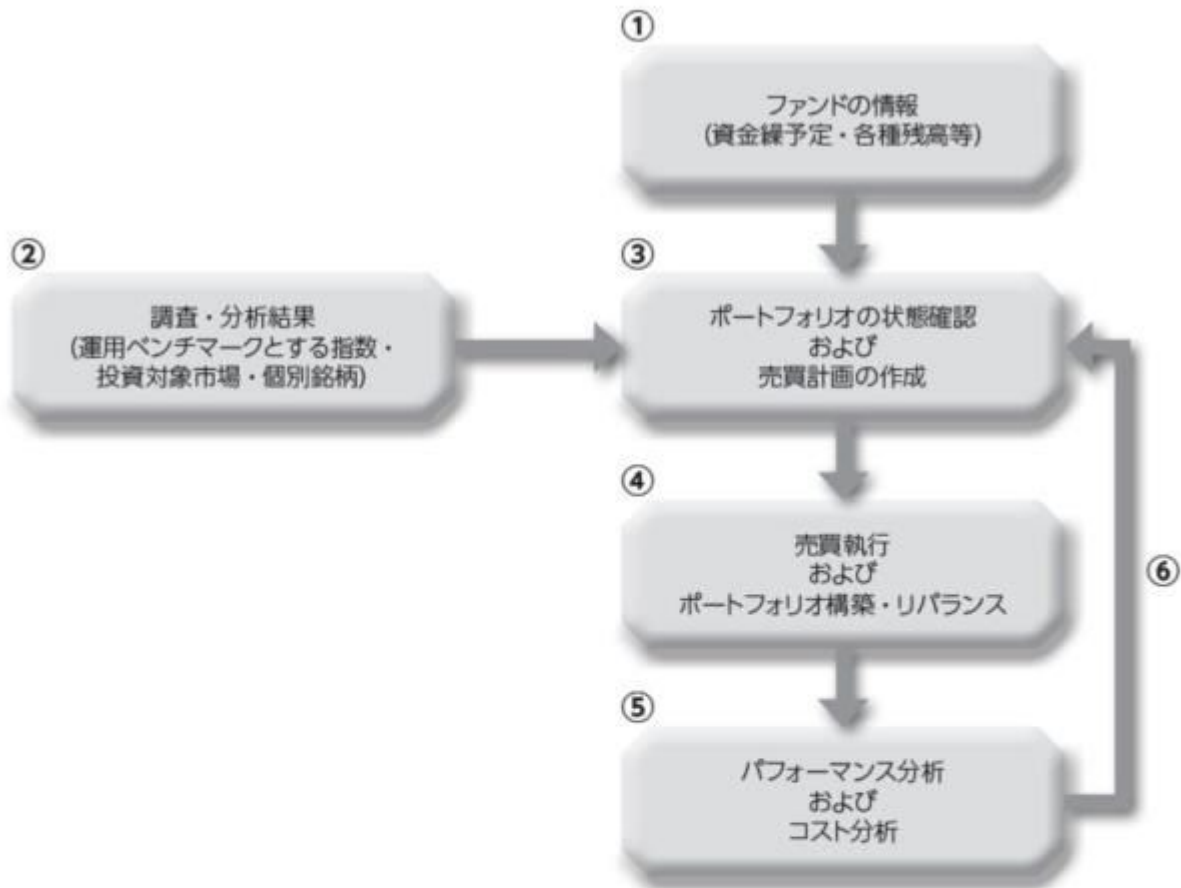 ①
ファンドの情報
(資金繰予定・各種残高等)
②
調査・分析結果
(運用ベンチマークとする指数・
投資対象市場・個別銘柄)
③
ポートフォリオの状態確認
および
売買計画の作成
④
売買執行
および
ポートフォリオ構築・リバランス
⑤
パフォーマンス分析
および
コスト分析
⑥